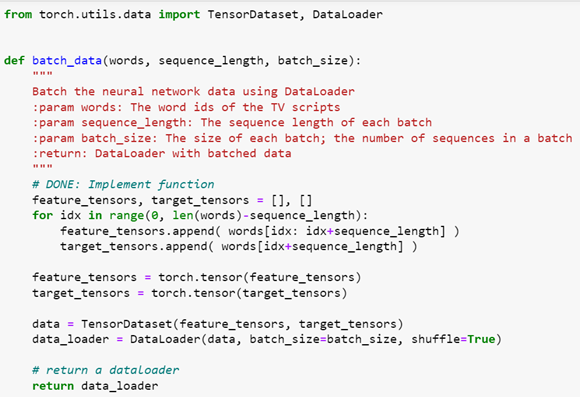 from torch.utils.data import TensorDataset, DataLoader
def batch_data(words, sequence_length, batch_size):
"""
Batch the neural network data using DataLoader
:param words: The word ids of the TV scripts
:param sequence_length: The sequence length of each batch
:param batch_size: The size of each batch; the number of sequences in a batch
:return: DataLoader with batched data
"""
# DONE: Implement function
feature_tensors, target_tensors = [], []
for idx in range(0, len(words)-sequence_length):
feature_tensors.append( words[idx: idx+sequence_length] )
target_tensors.append( words[idx+sequence_length] )
feature_tensors = torch.tensor(feature_tensors)
target_tensors = torch.tensor(target_tensors)
data = TensorDataset(feature_tensors, target_tensors)
data_loader = DataLoader(data, batch_size=batch_size, shuffle=True)
# return a dataloader
return data_loader